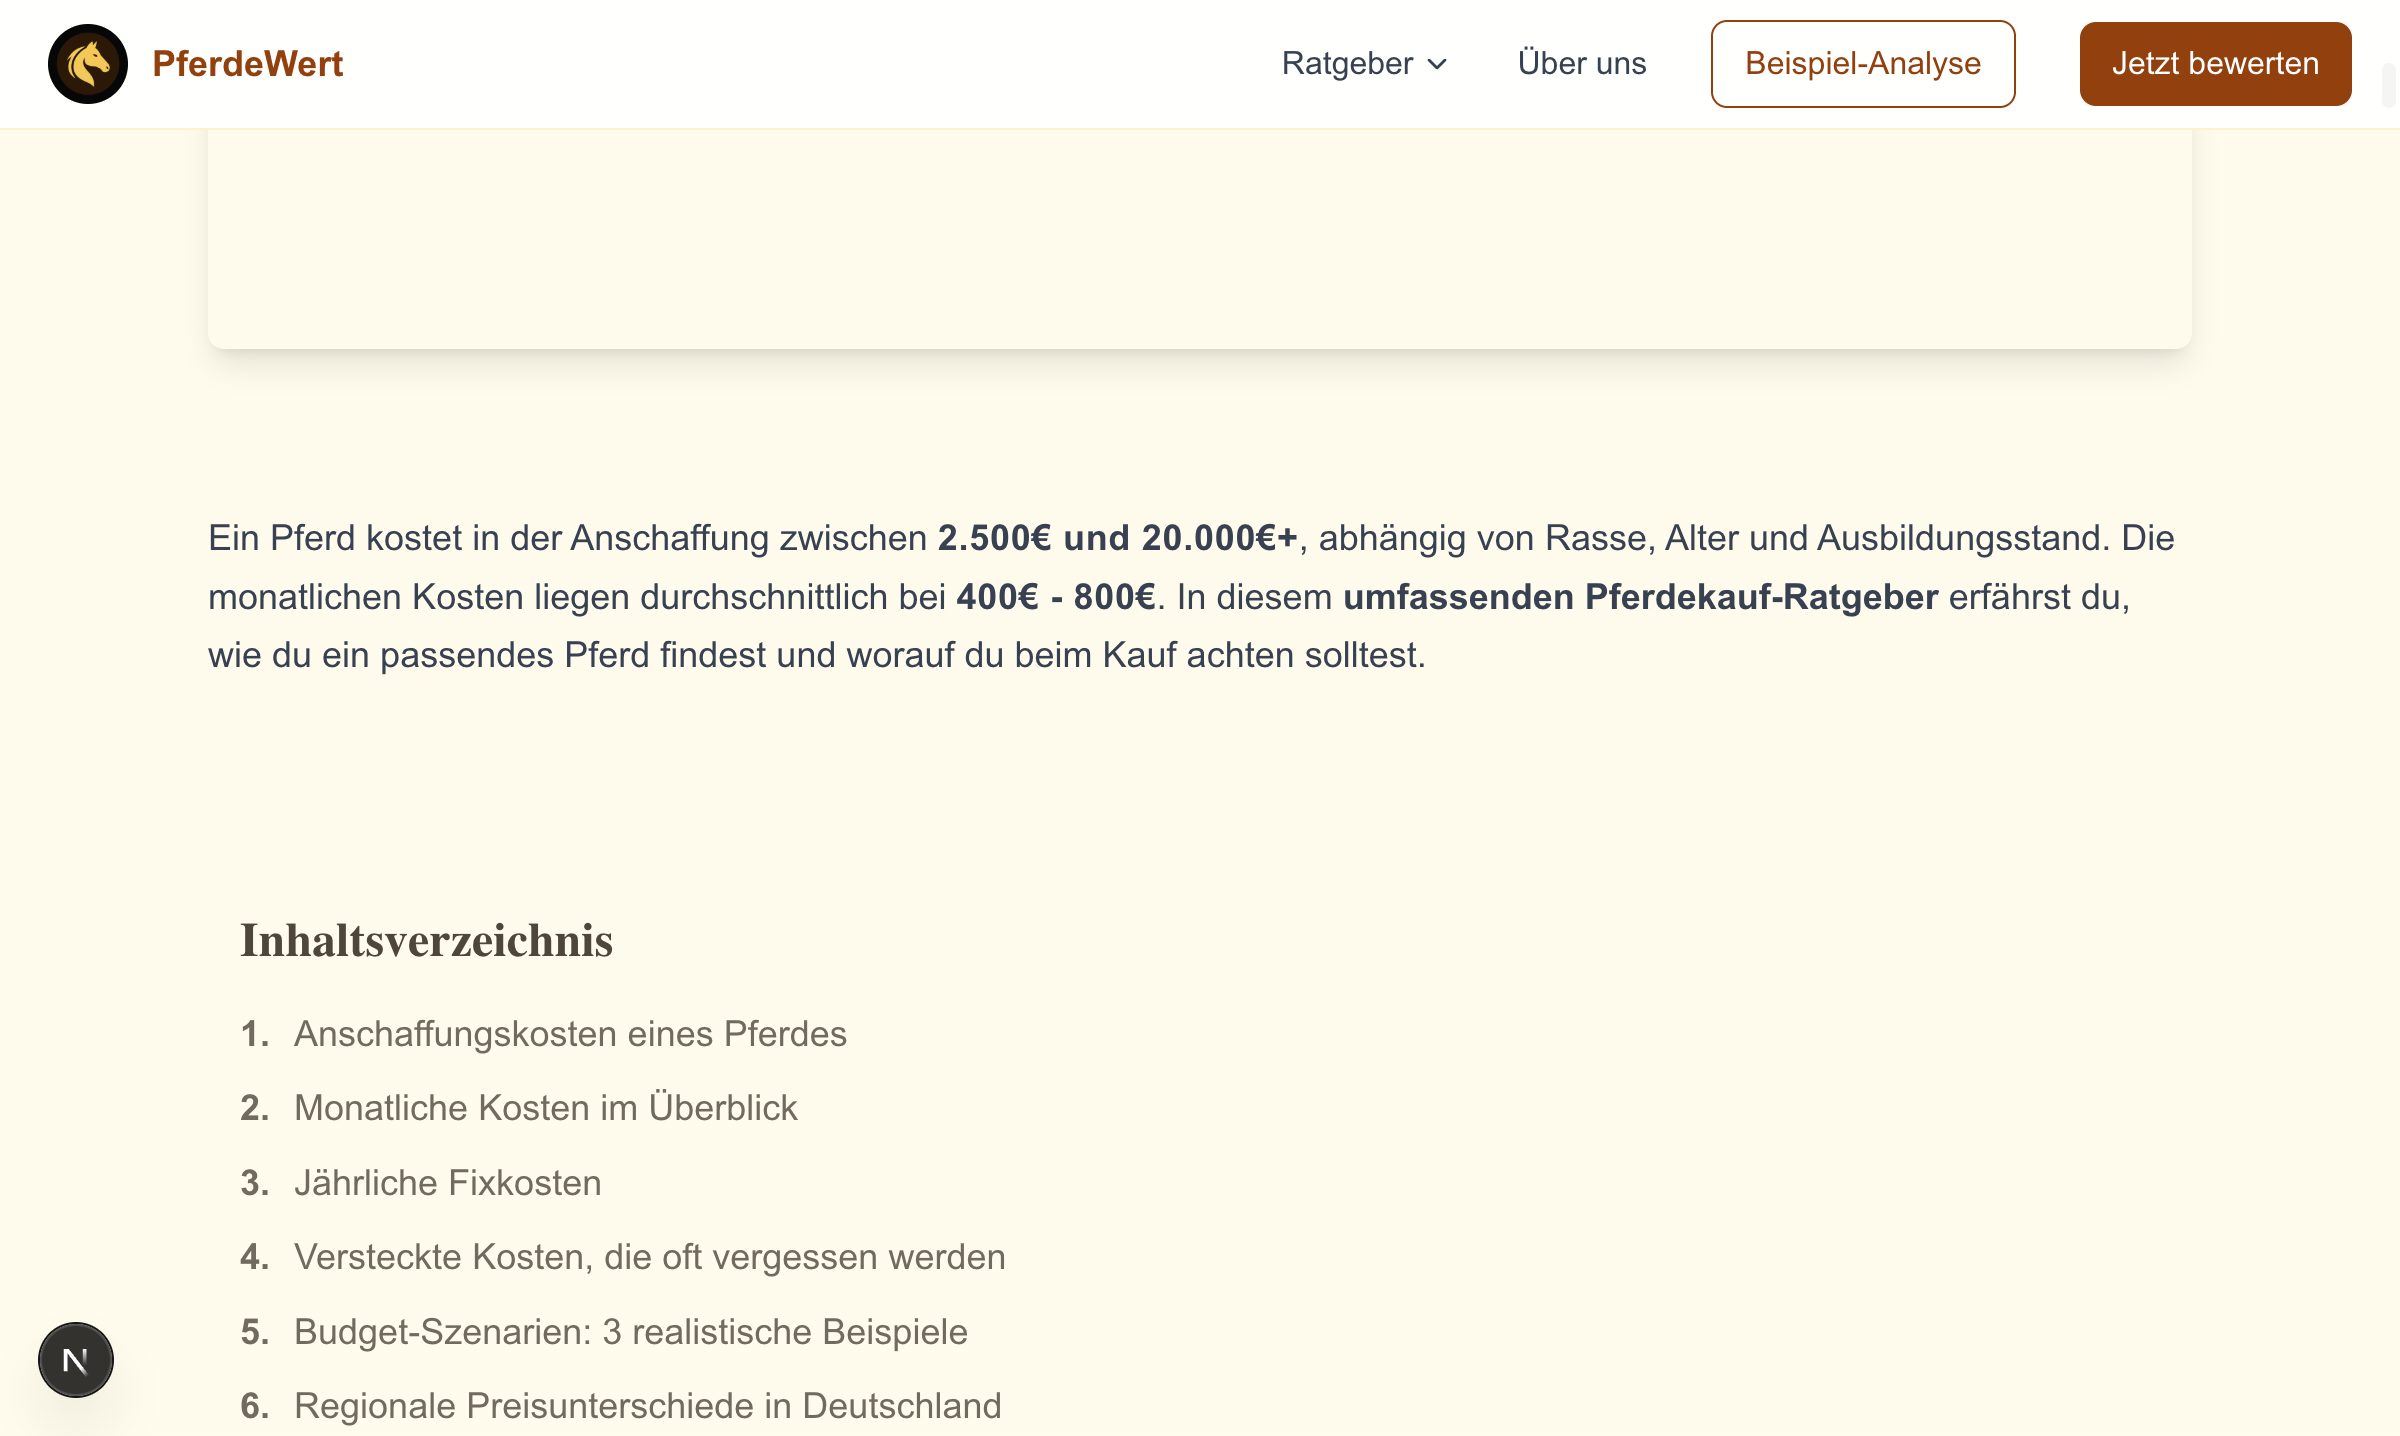 PferdeWert
Ratgeber
Über uns
Beispiel-Analyse
Jetzt bewerten
Ein Pferd kostet in der Anschaffung zwischen 2.500€ und 20.000€+, abhängig von Rasse, Alter und Ausbildungsstand. Die
monatlichen Kosten liegen durchschnittlich bei 400€ - 800€. In diesem umfassenden Pferdekauf-Ratgeber erfährst du,
wie du ein passendes Pferd findest und worauf du beim Kauf achten solltest.
Inhaltsverzeichnis
1. Anschaffungskosten eines Pferdes
2. Monatliche Kosten im Überblick
3. Jährliche Fixkosten
4. Versteckte Kosten, die oft vergessen werden
5. Budget-Szenarien: 3 realistische Beispiele
6. Regionale Preisunterschiede in Deutschland
N